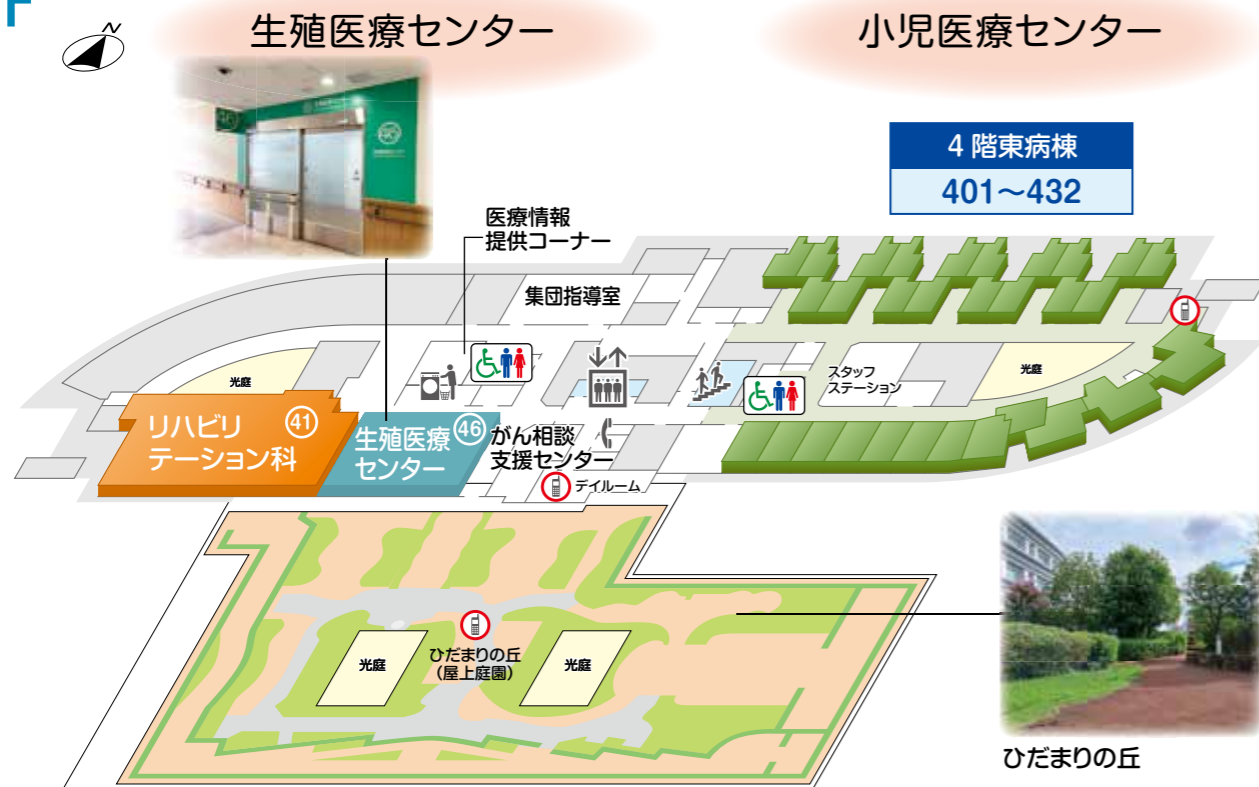 F
N
生殖医療センター
小児医療センター
4 階東病棟
401〜432
医療情報
提供コーナー
集団指導室
光庭
スタッフ
ステーション
光庭
リハビリ
テーション科
41
生殖医療
センター
46
がん相談
支援センター
デイルーム
光庭
ひだまりの丘
(屋上庭園)
光庭
ひだまりの丘